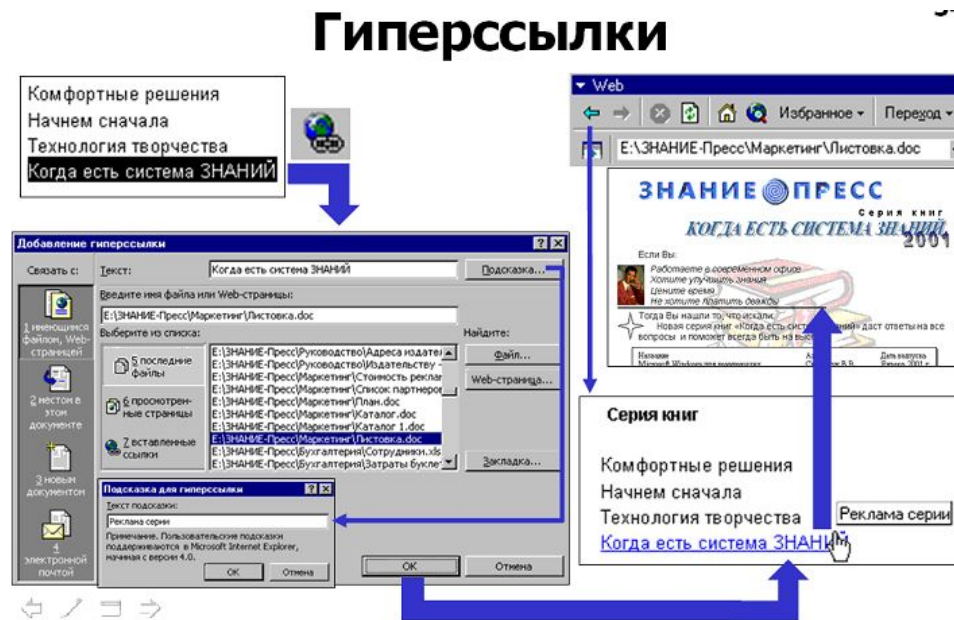 Гиперссылки
Комфортные решения
Начнем сначала
Технология творчества
Когда есть система ЗНАНИЙ
Добавление гиперссылки
Связать с:
Текст:
Когда есть система ЗНАНИЙ
Подсказка...
Введите имя файла или Web-страницы:
E:\ЗНАНИЕ-Пресс\Маркетинг\Листовка.doc
Выберите из списка:
Найдите:
1 имеющимся файлом, Web-страницей
2 местом в этом документе
3 новым документом
4 электронной почтой
5 последние файлы
6 просмотрен-ные страницы
7 вставленные ссылки
E:\ЗНАНИЕ-Пресс\Руководство\Адреса издате
E:\ЗНАНИЕ-Пресс\Руководство\Издательству -
E:\ЗНАНИЕ-Пресс\Маркетинг\Стоимость реклам
E:\ЗНАНИЕ-Пресс\Маркетинг\Список партнеров
E:\ЗНАНИЕ-Пресс\Маркетинг\План.doc
E:\ЗНАНИЕ-Пресс\Маркетинг\Каталог.doc
E:\ЗНАНИЕ-Пресс\Маркетинг\Каталог 1.doc
E:\ЗНАНИЕ-Пресс\Маркетинг\Листовка.doc
E:\ЗНАНИЕ-Пресс\Бухгалтерия\Сотрудники.xls
E:\ЗНАНИЕ-Пресс\Бухгалтерия\Затраты буклет
Файл...
Web-страница...
Закладка...
Подсказка для гиперссылки
Текст подсказки:
Реклама серии
Примечание. Пользовательские подсказки
поддерживаются в Microsoft Internet Explorer,
начиная с версии 4.0.
ОК
Отмена
ОК
Отмена
Web
Избранное
Переход
E:\ЗНАНИЕ-Пресс\Маркетинг\Листовка.doc
ЗНАНИЕ ПРЕСС
Серия книг
КОГДА ЕСТЬ СИСТЕМА ЗНАНИЙ
2001
Если Вы:
Работаете в современном офисе
Хотите улучшить знания
Цените время
Не хотите платить дважды
Тогда Вы нашли то, что искали.
Новая серия книг «Когда есть система знаний» даст ответы на все
вопросы и поможет всегда быть на
Название
Дата выпуска
Серия книг
Комфортные решения
Начнем сначала
Технология творчества
Реклама серии
Когда есть система ЗНАНИЙ